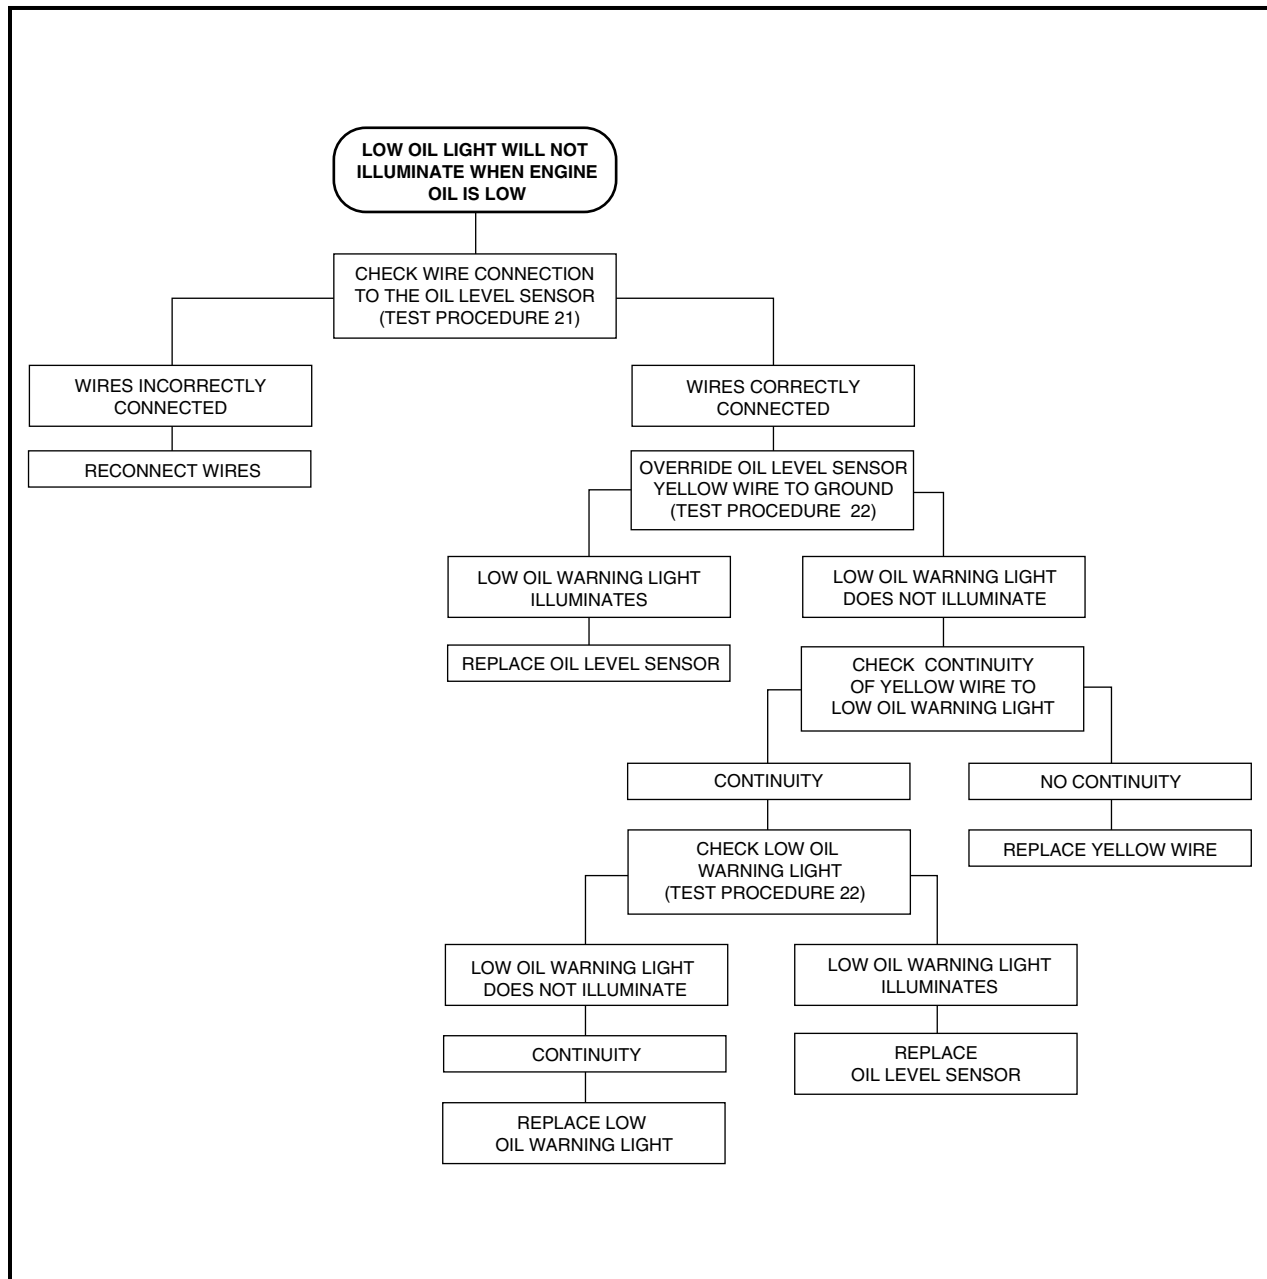 LOW OIL LIGHT WILL NOT
ILLUMINATE WHEN ENGINE
OIL IS LOW
CHECK WIRE CONNECTION
TO THE OIL LEVEL SENSOR
(TEST PROCEDURE 21)
WIRES INCORRECTLY
CONNECTED
RECONNECT WIRES
WIRES CORRECTLY
CONNECTED
OVERRIDE OIL LEVEL SENSOR
YELLOW WIRE TO GROUND
(TEST PROCEDURE 22)
LOW OIL WARNING LIGHT
ILLUMINATES
REPLACE OIL LEVEL SENSOR
LOW OIL WARNING LIGHT
DOES NOT ILLUMINATE
CHECK CONTINUITY
OF YELLOW WIRE TO
LOW OIL WARNING LIGHT
CONTINUITY
NO CONTINUITY
REPLACE YELLOW WIRE
CHECK LOW OIL
WARNING LIGHT
(TEST PROCEDURE 22)
LOW OIL WARNING LIGHT
DOES NOT ILLUMINATE
CONTINUITY
REPLACE LOW
OIL WARNING LIGHT
LOW OIL WARNING LIGHT
ILLUMINATES
REPLACE
OIL LEVEL SENSOR